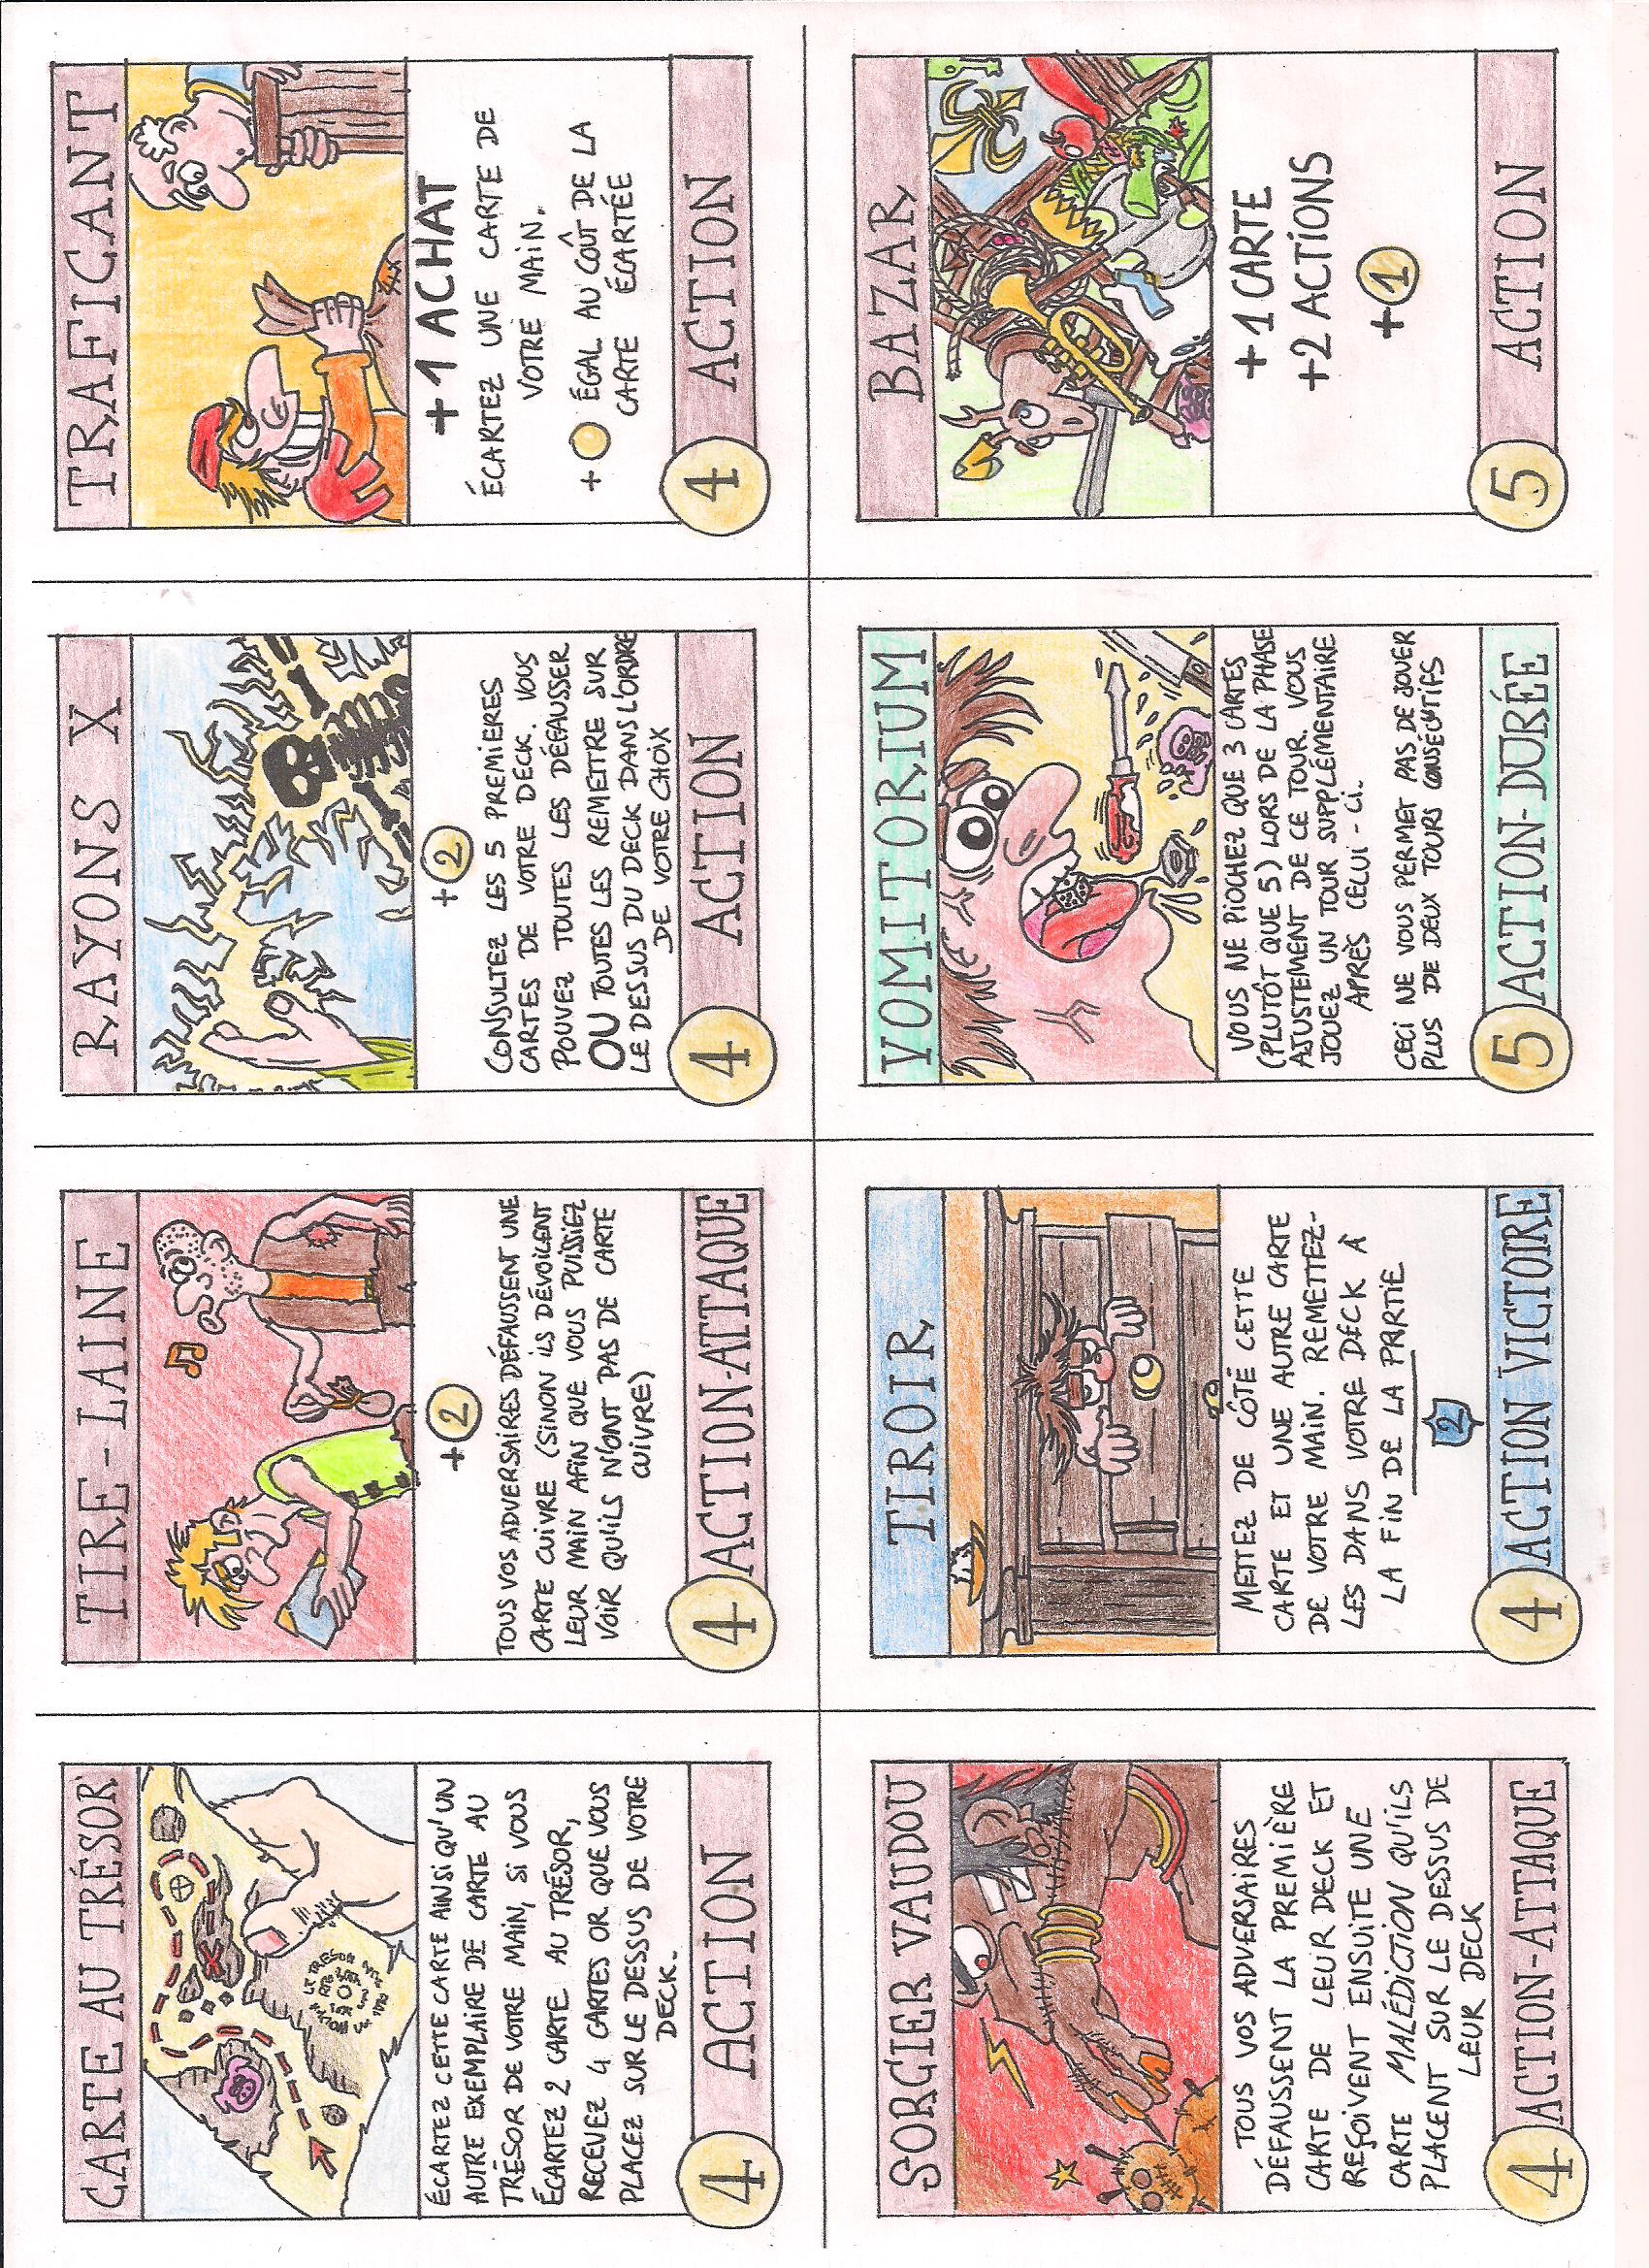 CARTE AU TRÉSOR
LE TRESOR
ÉCARTEZ CETTE CARTE AINSI QU'UN
AUTRE EXEMPLAIRE DE CARTE AU
TRÉSOR DE VOTRE MAIN, SI VOUS
ÉCARTEZ 2 CARTE AU TRÉSOR,
RECEVEZ 4 CARTES OR QUE VOUS
PLACEZ SUR LE DESSUS DE VOTRE
DECK.
4 ACTION
TIRE-LAINE
+2
TOUS VOS ADVERSAIRES DÉFAUSSENT UNE
CARTE CUIVRE (SINON ILS DÉVOILENT
LEUR MAIN AFIN QUE VOUS PUISSIEZ
VOIR QU'ILS N'ONT PAS DE CARTE
CUIVRE)
4 ACTION-ATTAQUE
RAYONS X
+2
CONSULTEZ LES 5 PREMIÈRES
CARTES DE VOTRE DECK. VOUS
POUVEZ TOUTES LES DÉFAUSSER
OU TOUTES LES REMETTRE SUR
LE DESSUS DU DECK DANS L'ORDRE
DE VOTRE CHOIX
4 ACTION
TRAFICANT
+1 ACHAT
ÉCARTEZ UNE CARTE DE
VOTRE MAIN.
+ ÉGAL AU COÛT DE LA
CARTE ÉCARTÉE
4 ACTION
SORCIER VAUDOU
TOUS VOS ADVERSAIRES
DÉFAUSSENT LA PREMIÈRE
CARTE DE LEUR DECK ET
REÇOIVENT ENSUITE UNE
CARTE MALÉDICTION QU'ILS
PLACENT SUR LE DESSUS DE
LEUR DECK
4 ACTION-ATTAQUE
TIROIR
METTEZ DE CÔTÉ CETTE
CARTE ET UNE AUTRE CARTE
DE VOTRE MAIN. REMETTEZ-
LES DANS VOTRE DECK À
LA FIN DE LA PARTIE
2
4 ACTION VICTOIRE
VOMITORIUM
VOUS NE PIOCHEZ QUE 3 CARTES
(PLUTÔT QUE 5) LORS DE LA PHASE
AJUSTEMENT DE CE TOUR. VOUS
JOUEZ UN TOUR SUPPLÉMENTAIRE
APRÈS CELUI-CI.
CECI NE VOUS PERMET PAS DE JOUER
PLUS DE DEUX TOURS CONSÉCUTIFS
5 ACTION-DURÉE
BAZAR
+1 CARTE
+2 ACTIONS
+1
5 ACTION